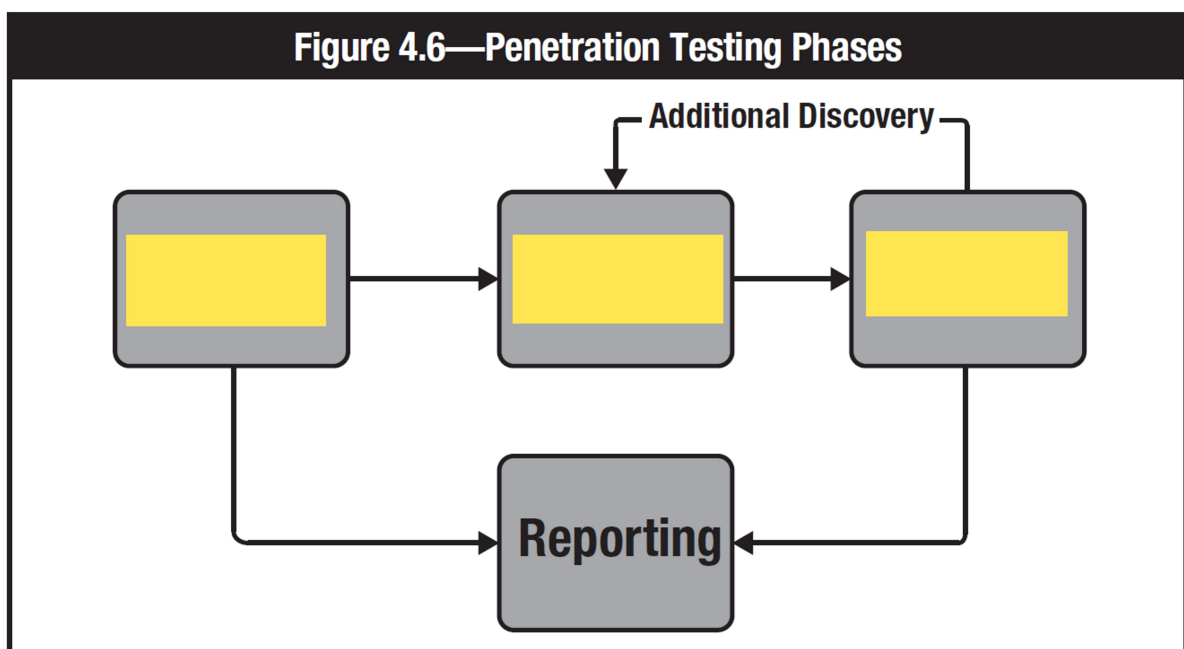 Figure 4.6—Penetration Testing Phases
Additional Discovery
Reporting